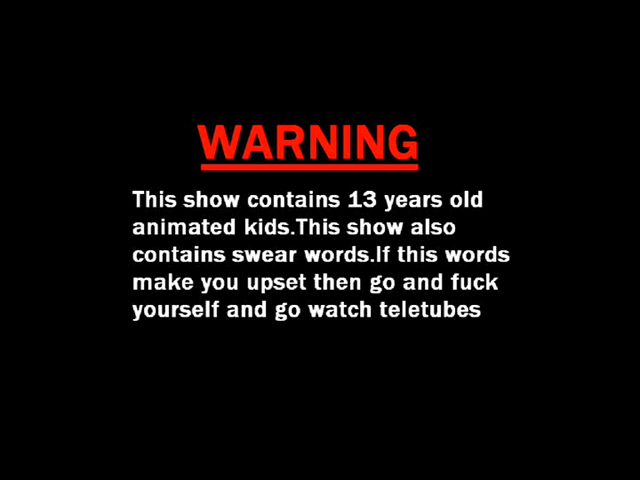 WARNING
This show contains 13 years old
animated kids.This show also
contains swear words.If this words
make you upset then go and fuck
yourself and go watch teletubes